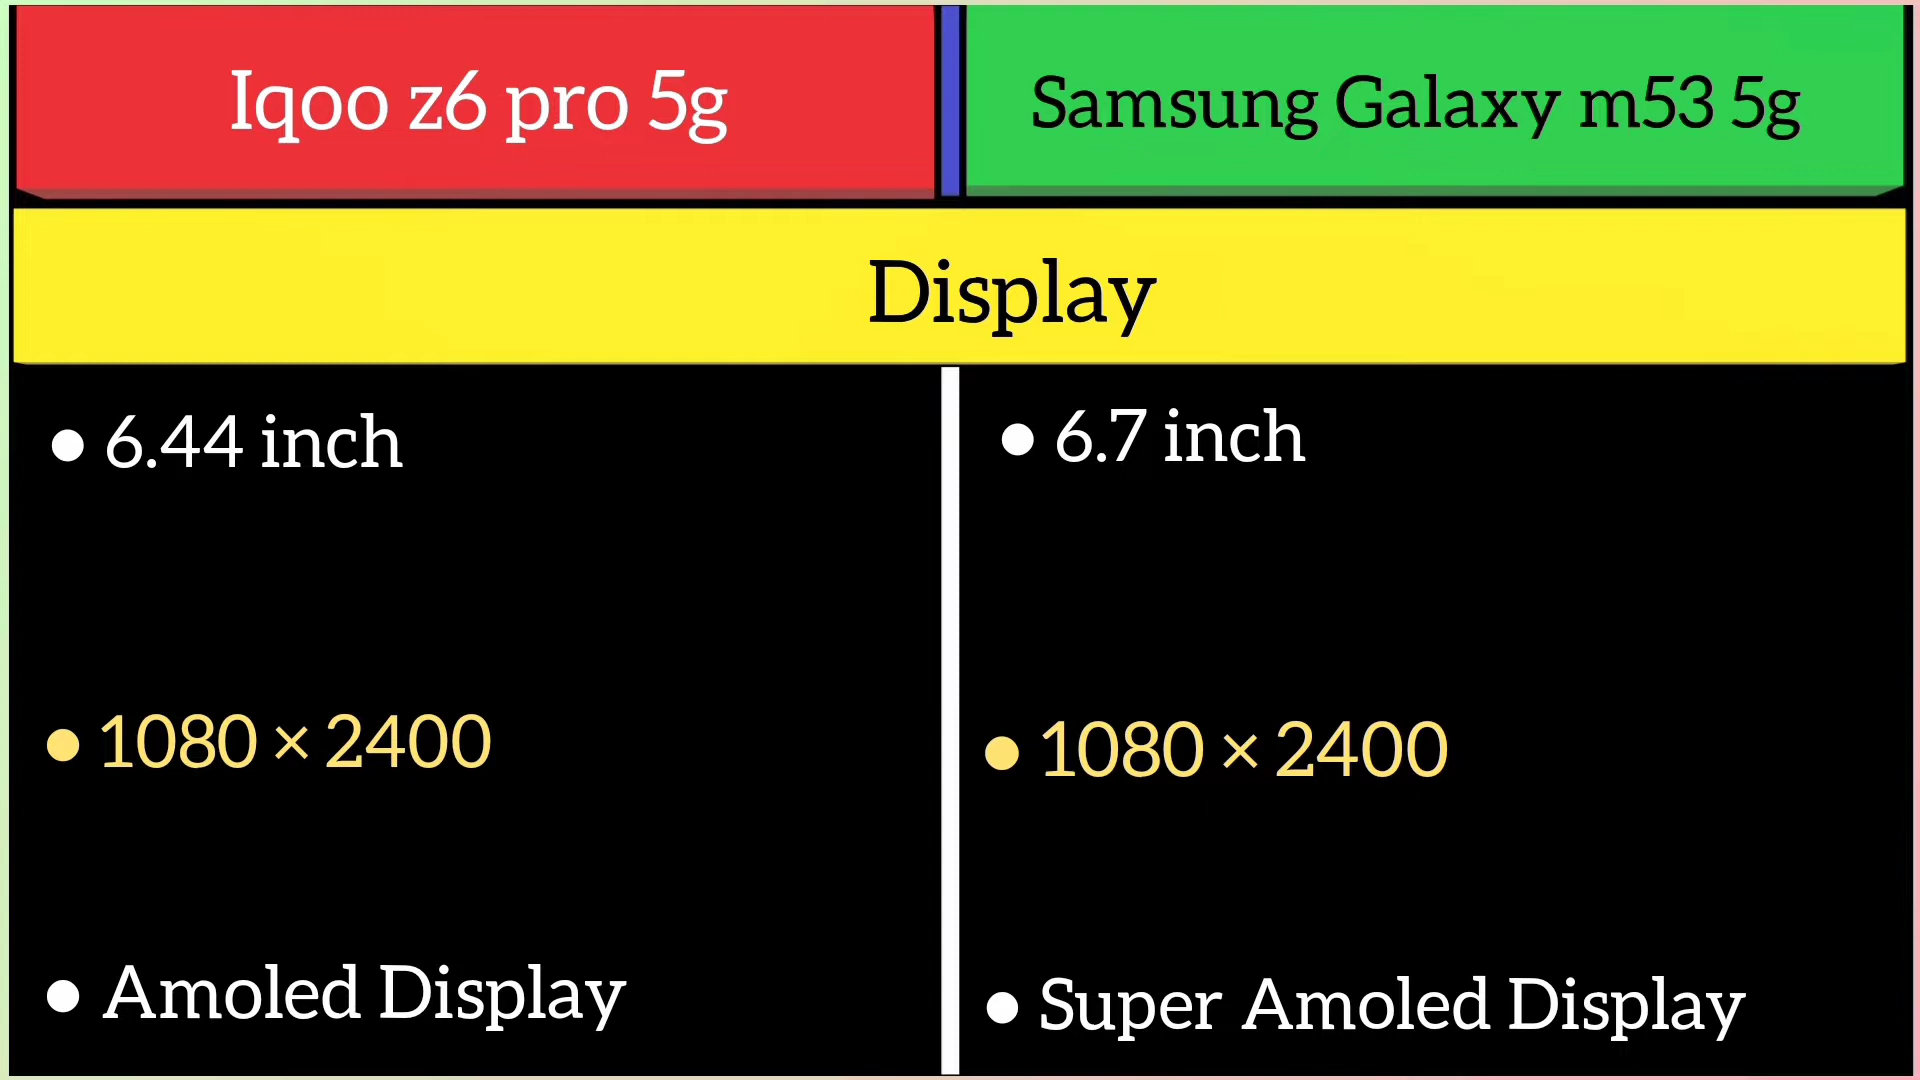 Iqoo z6 pro 5g
Samsung Galaxy m53 5g
Display
● 6.44 inch
● 6.7 inch
● 1080 × 2400
● 1080 × 2400
● Amoled Display
● Super Amoled Display